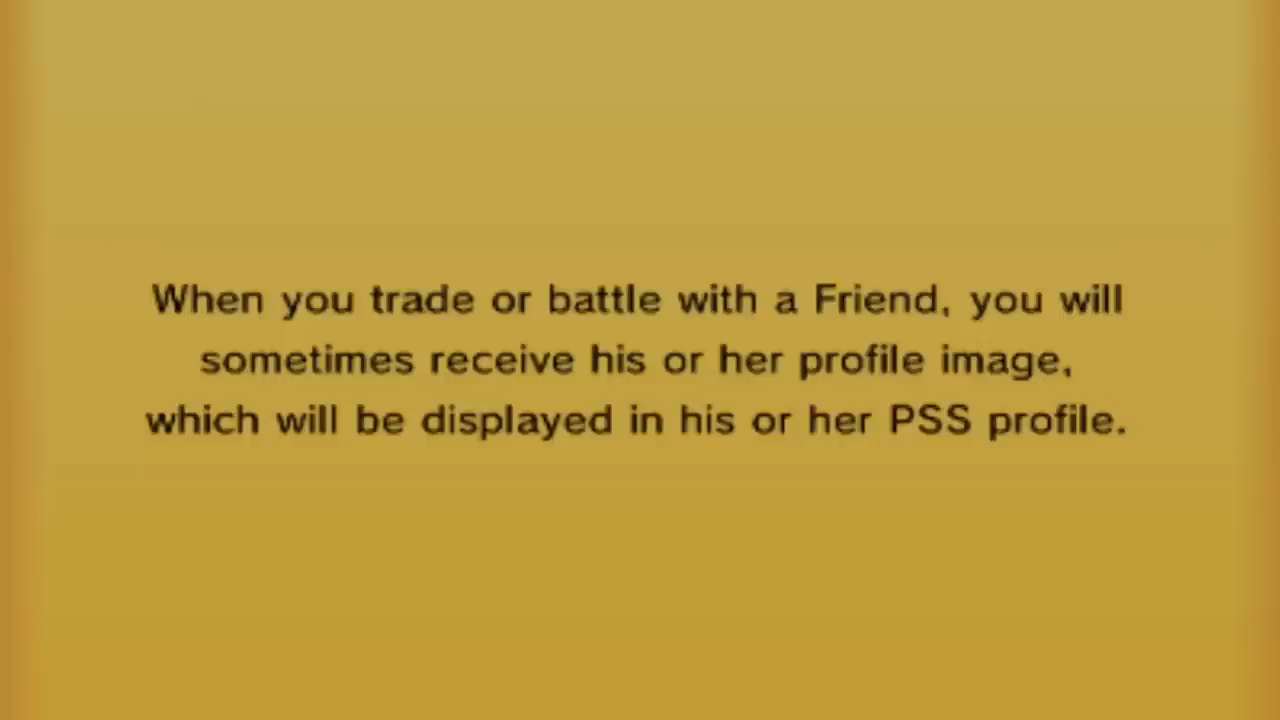 When you trade or battle with a Friend, you will
sometimes receive his or her profile image,
which will be displayed in his or her PSS profile.